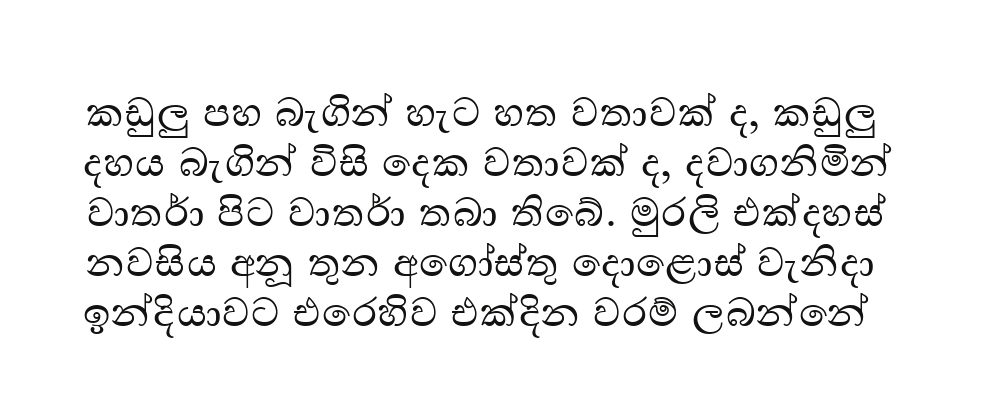 කඩුලු පහ බැගින් හැට හත වතාවක් ද, කඩුලු
දහය බැගින් විසි දෙක වතාවක් ද, දවාගනිමින්
වාතර්‍ා පිට වාතර්‍ා තබා තිබේ. මුරලි එක්දහස්
නවසිය අනූ තුන අගෝස්තු දොළොස් වැනිදා
ඉන්දියාවට එරෙහිව එක්දින වරම් ලබන්නේ